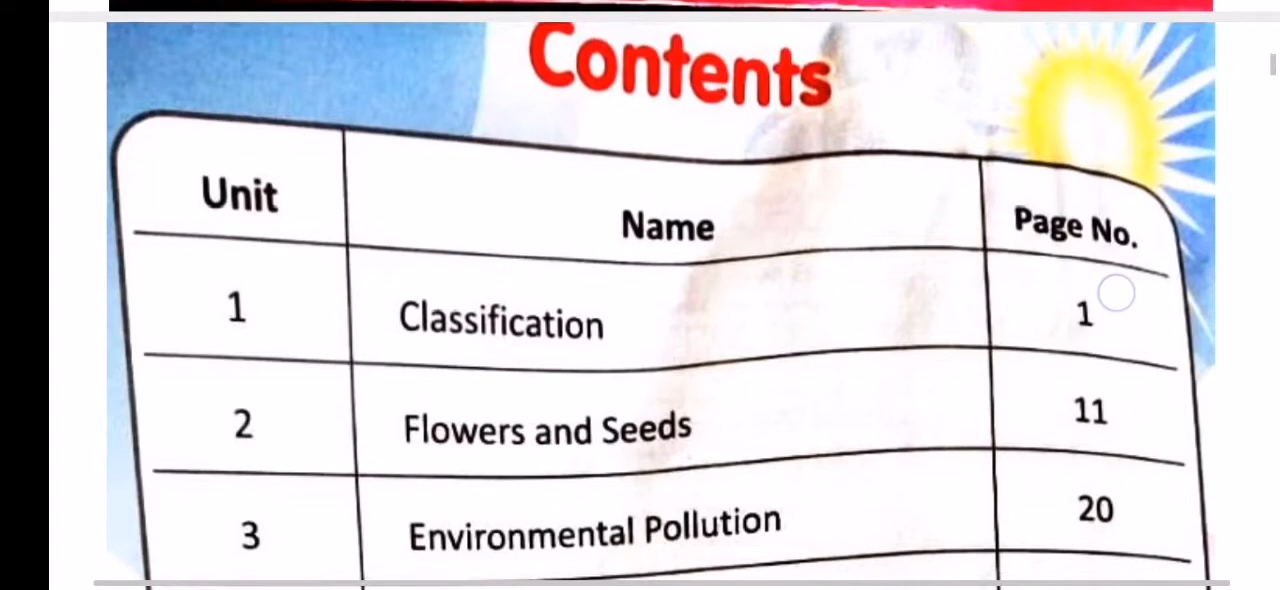 Contents
Unit Name Page No.
1 Classification 1
2 Flowers and Seeds 11
3 Environmental Pollution 20